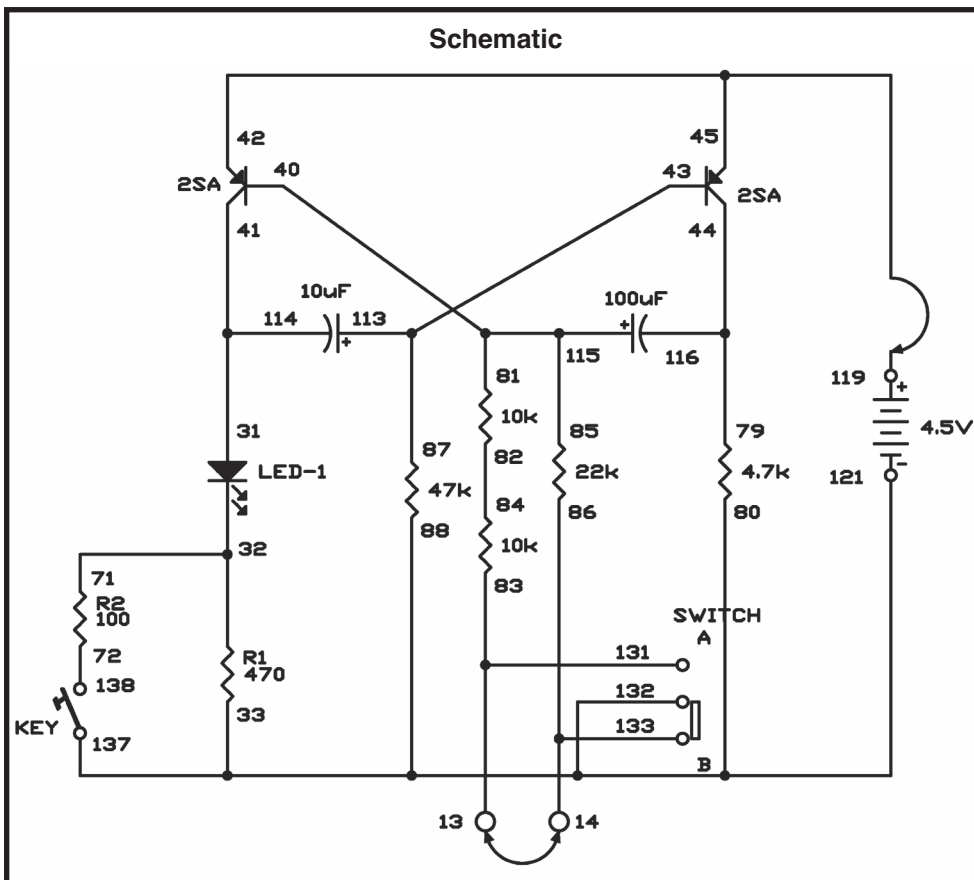 Schematic
42
45
40
43
2SA
2SA
41
44
10uF
100uF
114
113
+
+
115
116
119
+
4.5V
-
121
81
10k
82
31
LED-1
87
47k
88
85
22k
86
79
4.7k
80
84
10k
83
32
71
R2
100
72
138
KEY
137
R1
470
33
SWITCH
A
131
132
133
B
13
14